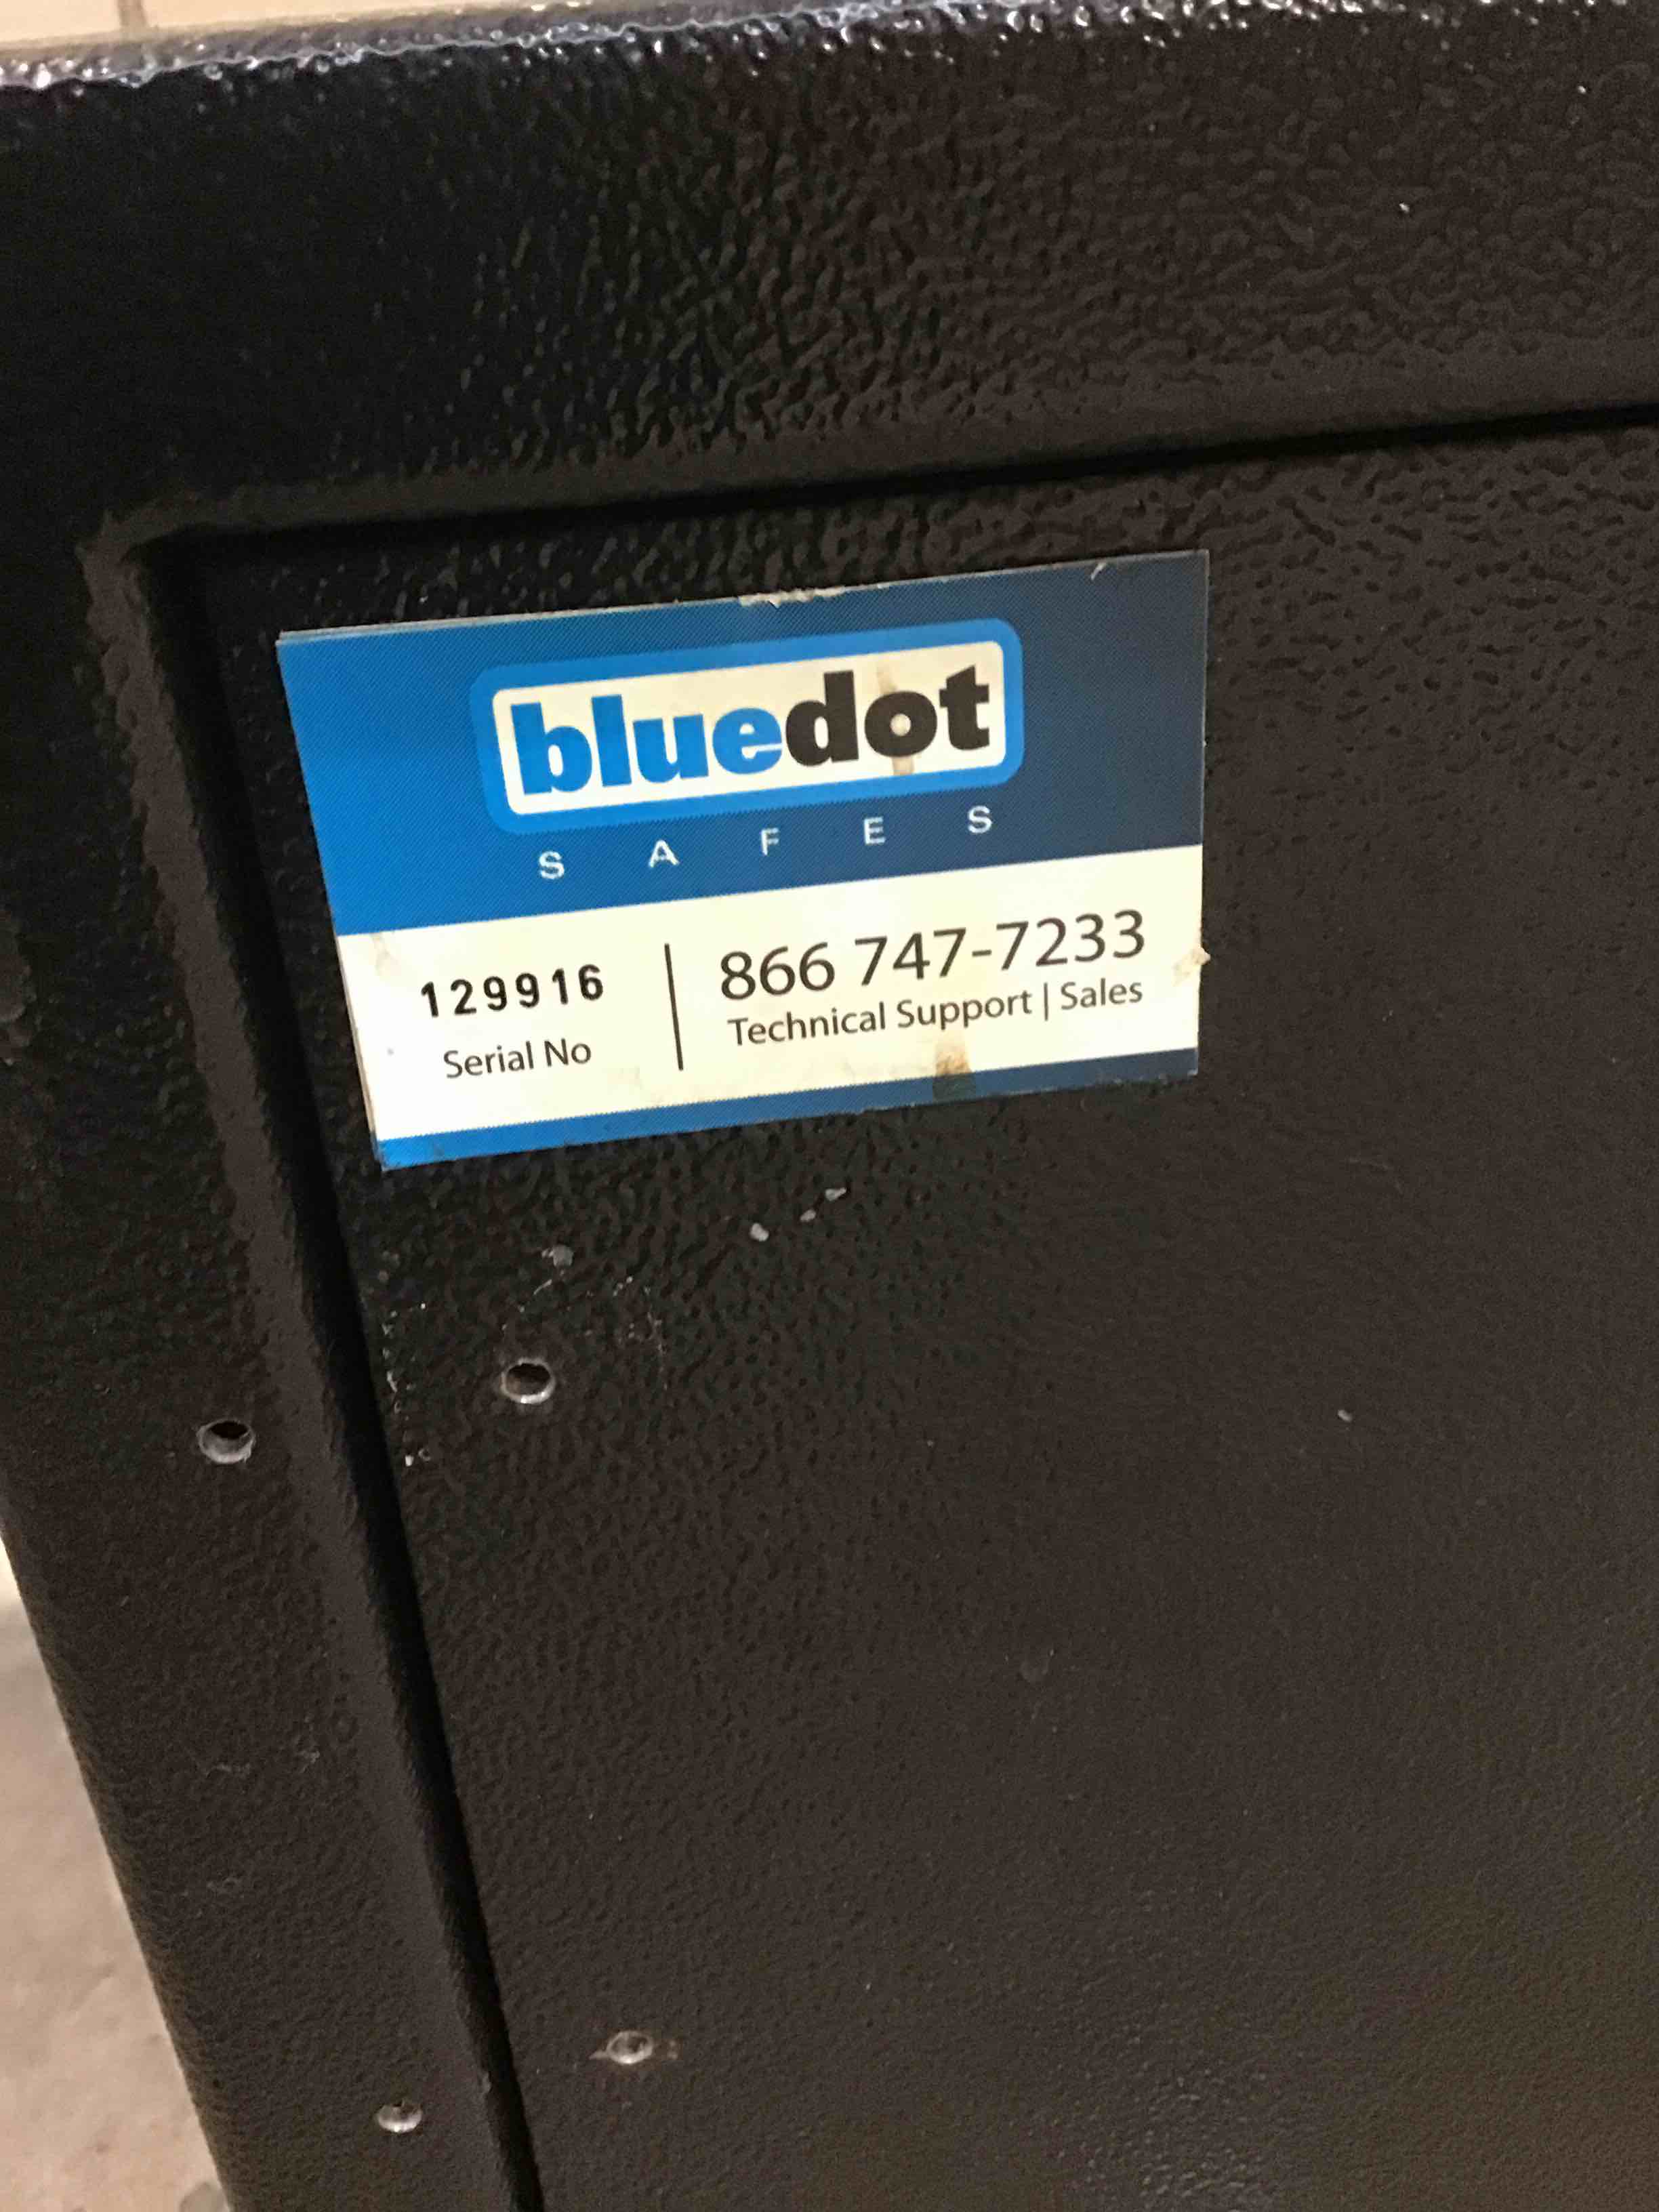 bluedot
SAFES
129916
Serial No
866 747-7233
Technical Support | Sales